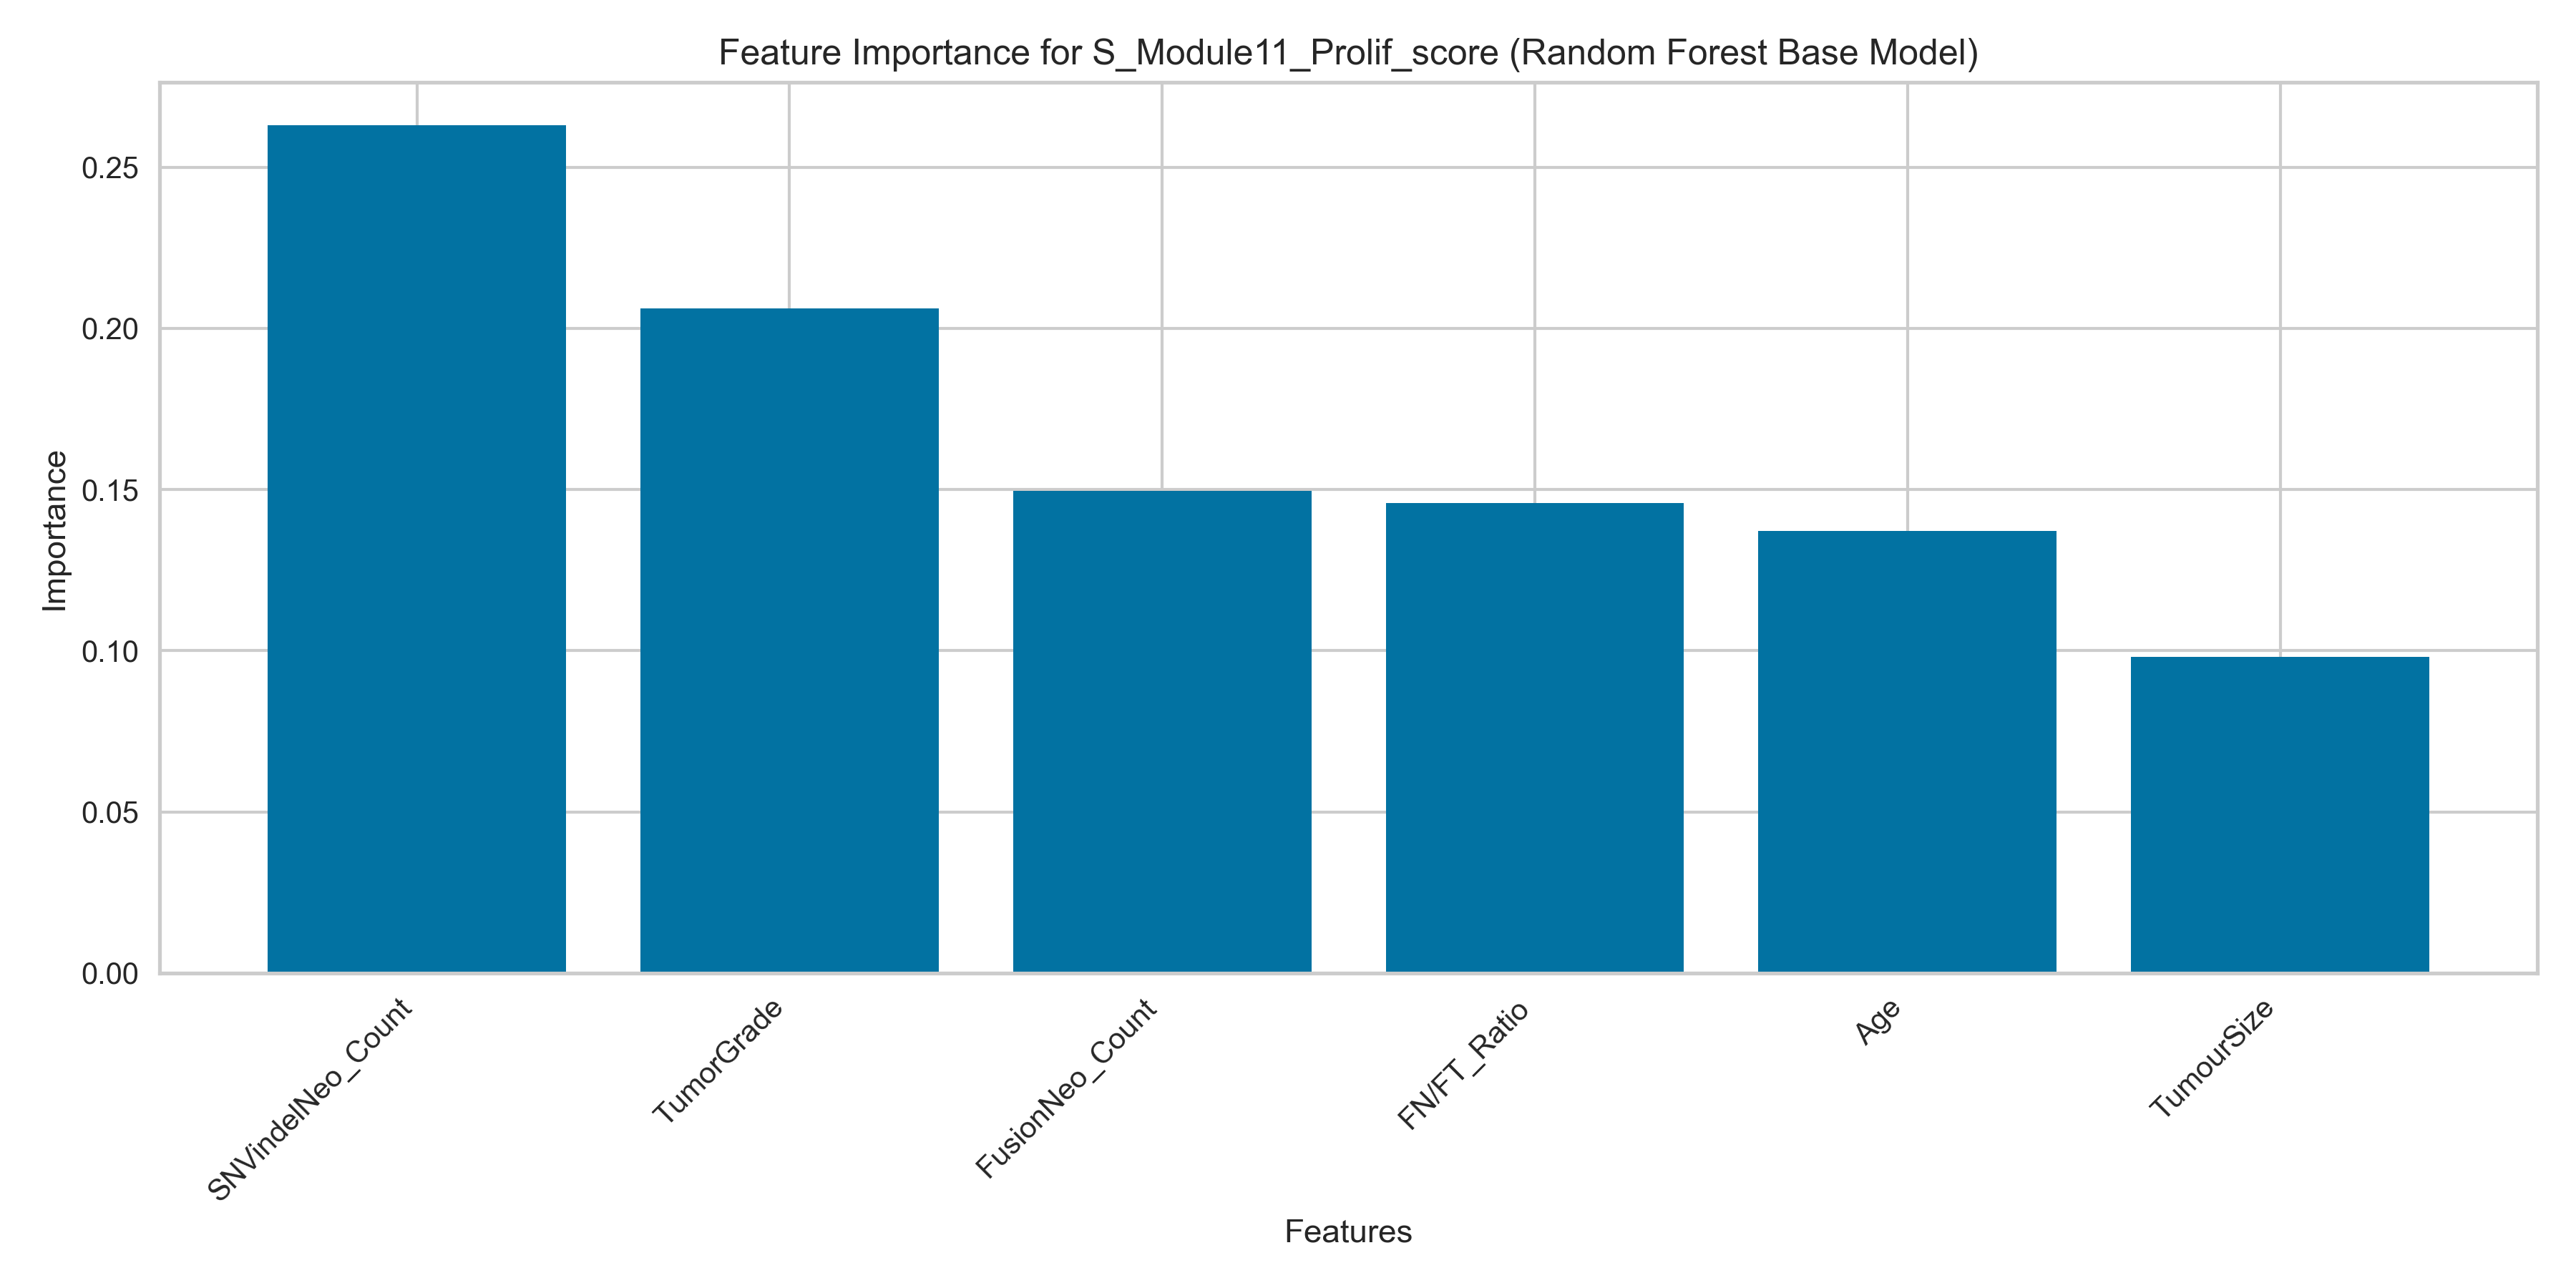 Feature Importance for S_Module11_Prolif_score (Random Forest Base Model)
Importance
0.25
0.20
0.15
0.10
0.05
0.00
SNVindelNeo_Count
TumorGrade
FusionNeo_Count
FN/FT_Ratio
Age
TumourSize
Features